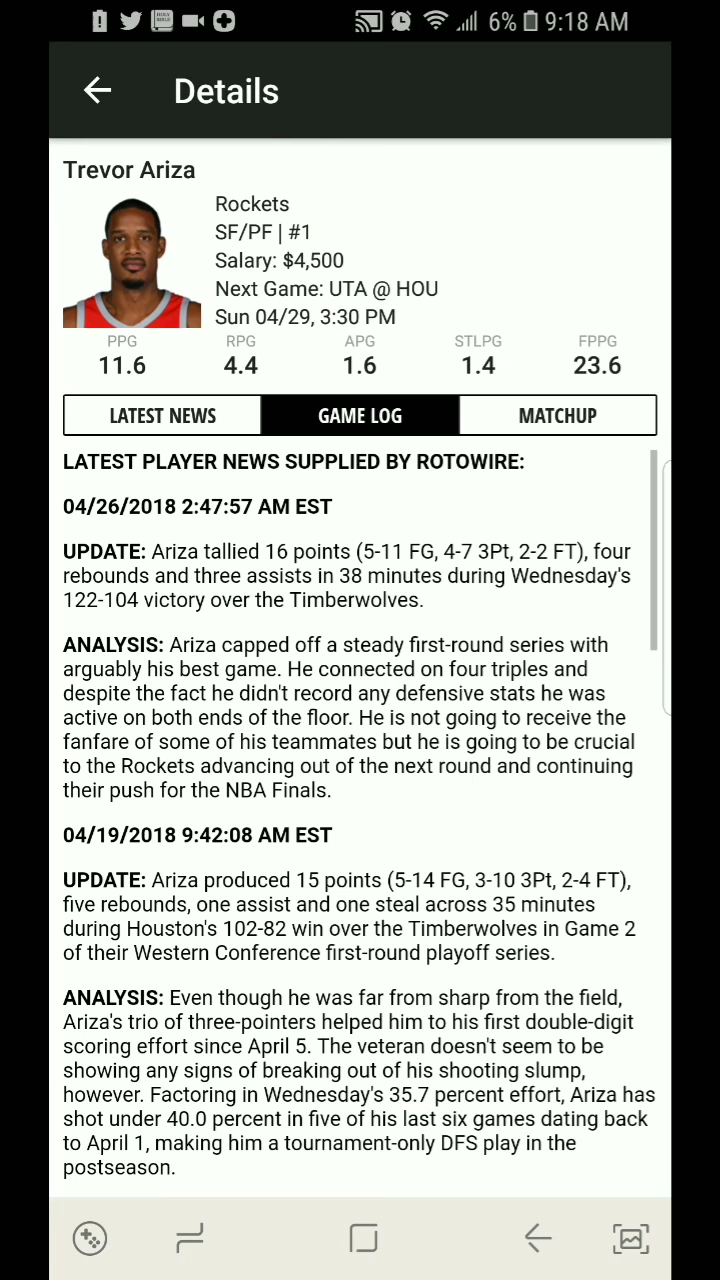 6% 9:18 AM
Details
Trevor Ariza
Rockets
SF/PF | #1
Salary: $4,500
Next Game: UTA @ HOU
Sun 04/29, 3:30 PM
PPG RPG APG STLPG FPPG
11.6 4.4 1.6 1.4 23.6
LATEST NEWS GAME LOG MATCHUP
LATEST PLAYER NEWS SUPPLIED BY ROTOWIRE:
04/26/2018 2:47:57 AM EST
UPDATE: Ariza tallied 16 points (5-11 FG, 4-7 3Pt, 2-2 FT), four
rebounds and three assists in 38 minutes during Wednesday's
122-104 victory over the Timberwolves.
ANALYSIS: Ariza capped off a steady first-round series with
arguably his best game. He connected on four triples and
despite the fact he didn't record any defensive stats he was
active on both ends of the floor. He is not going to receive the
fanfare of some of his teammates but he is going to be crucial
to the Rockets advancing out of the next round and continuing
their push for the NBA Finals.
04/19/2018 9:42:08 AM EST
UPDATE: Ariza produced 15 points (5-14 FG, 3-10 3Pt, 2-4 FT),
five rebounds, one assist and one steal across 35 minutes
during Houston's 102-82 win over the Timberwolves in Game 2
of their Western Conference first-round playoff series.
ANALYSIS: Even though he was far from sharp from the field,
Ariza's trio of three-pointers helped him to his first double-digit
scoring effort since April 5. The veteran doesn't seem to be
showing any signs of breaking out of his shooting slump,
however. Factoring in Wednesday's 35.7 percent effort, Ariza has
shot under 40.0 percent in five of his last six games dating back
to April 1, making him a tournament-only DFS play in the
postseason.